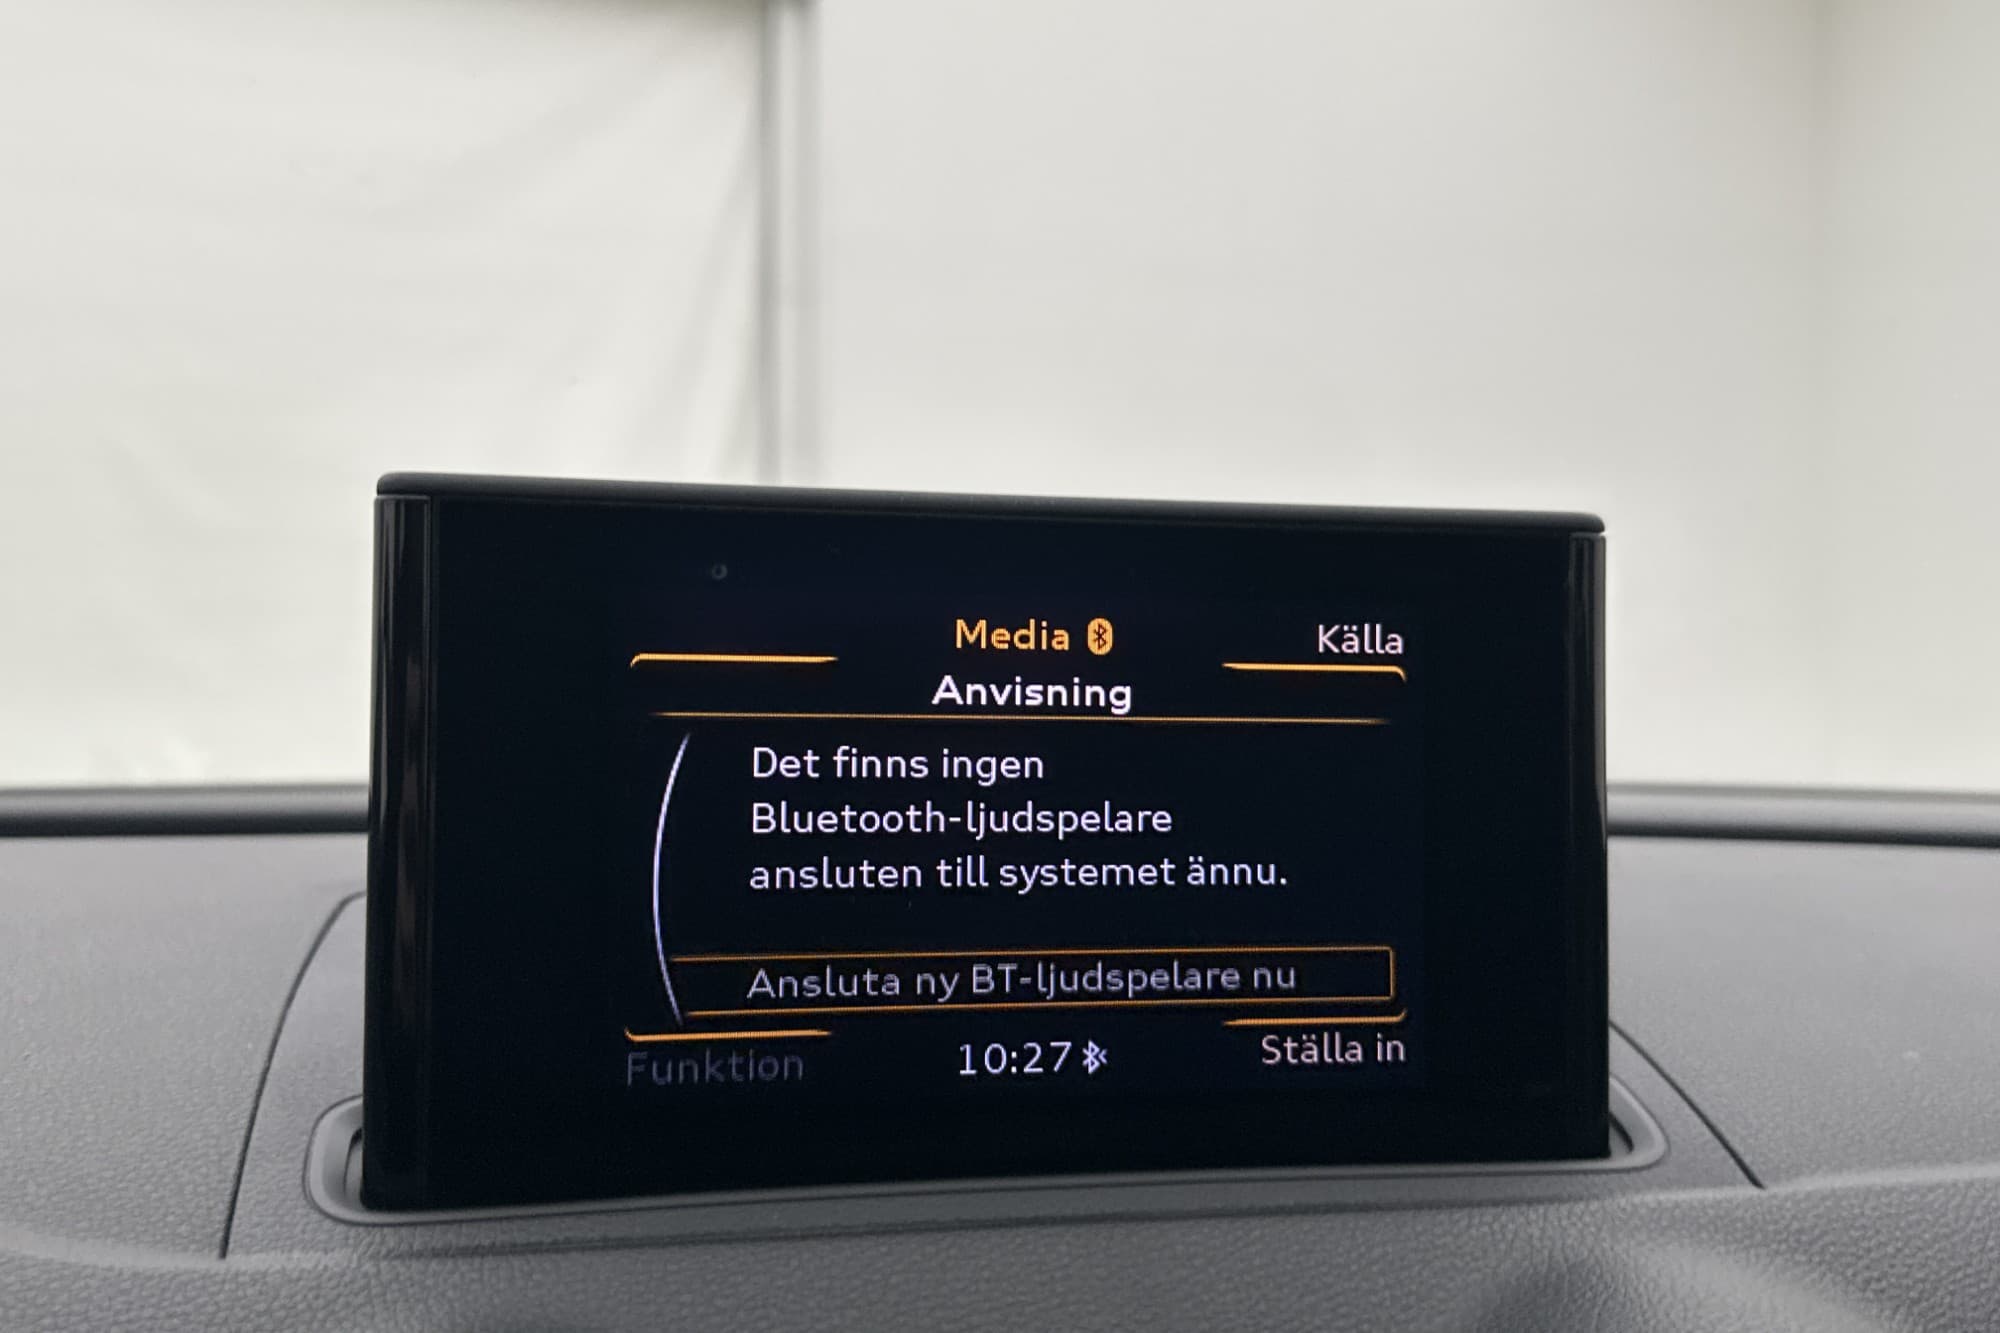 Media
Källa
Anvisning
Det finns ingen
Bluetooth-ljudspelare
ansluten till systemet ännu.
Ansluta ny BT-ljudspelare nu
Funktion
10:27
Ställa in